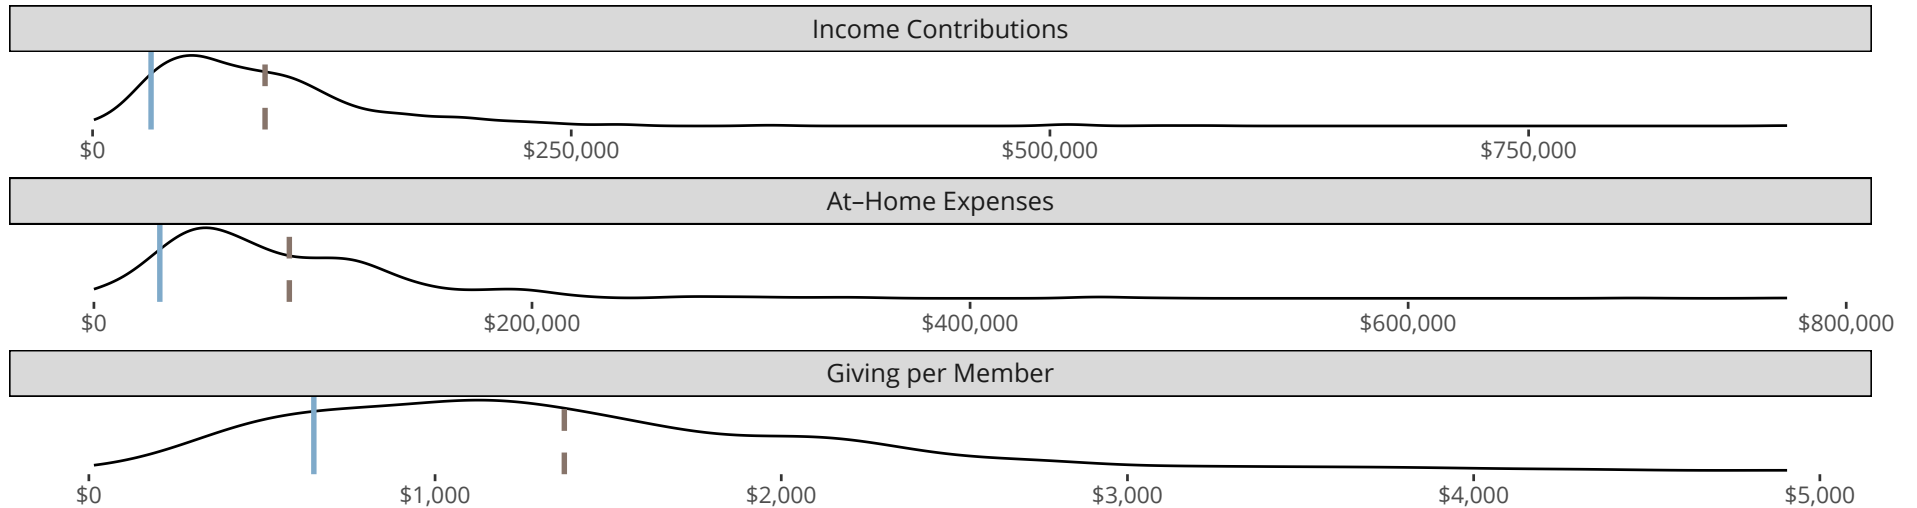 Income Contributions
$0 $250,000 $500,000 $750,000
At–Home Expenses
$0 $200,000 $400,000 $600,000 $800,000
Giving per Member
$0 $1,000 $2,000 $3,000 $4,000 $5,000